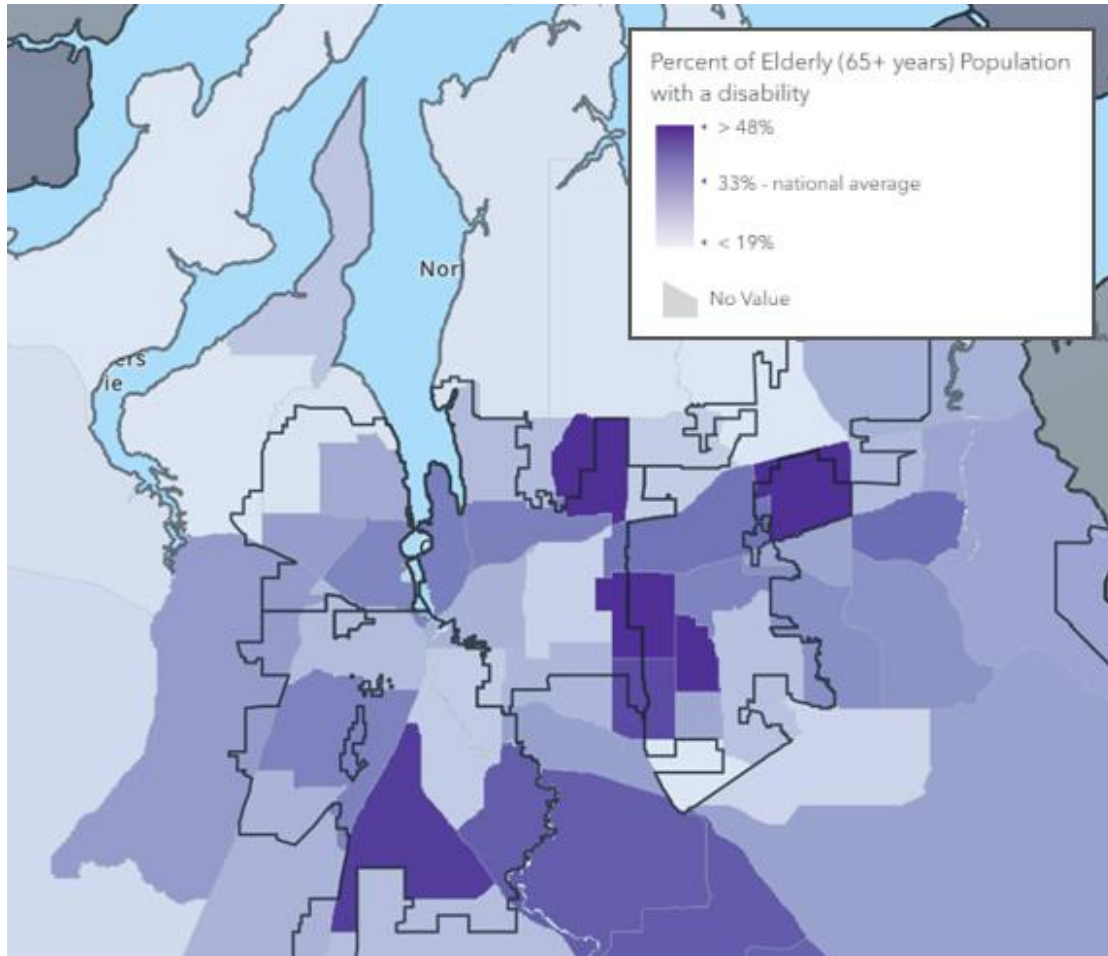 Percent of Elderly (65+ years) Population
with a disability
> 48%
33% - national average
< 19%
No Value
Nor
ers
ie